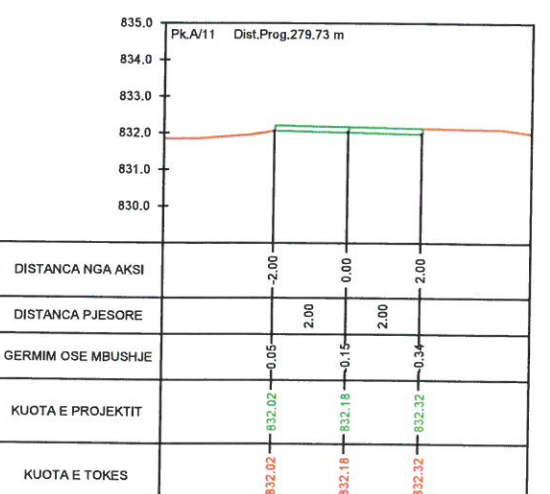 835.0
Pk.A/11 Dist.Prog.279.73 m
834.0
833.0
832.0
831.0
830.0
DISTANCA NGA AKSI -2.00 0.00 2.00
DISTANCA PJESORE 2.00 2.00
GERMIM OSE MBUSHJE -0.05 -0.15 -0.34
KUOTA E PROJEKTIT 832.02 832.18 832.32
KUOTA E TOKES 832.02 832.18 832.32